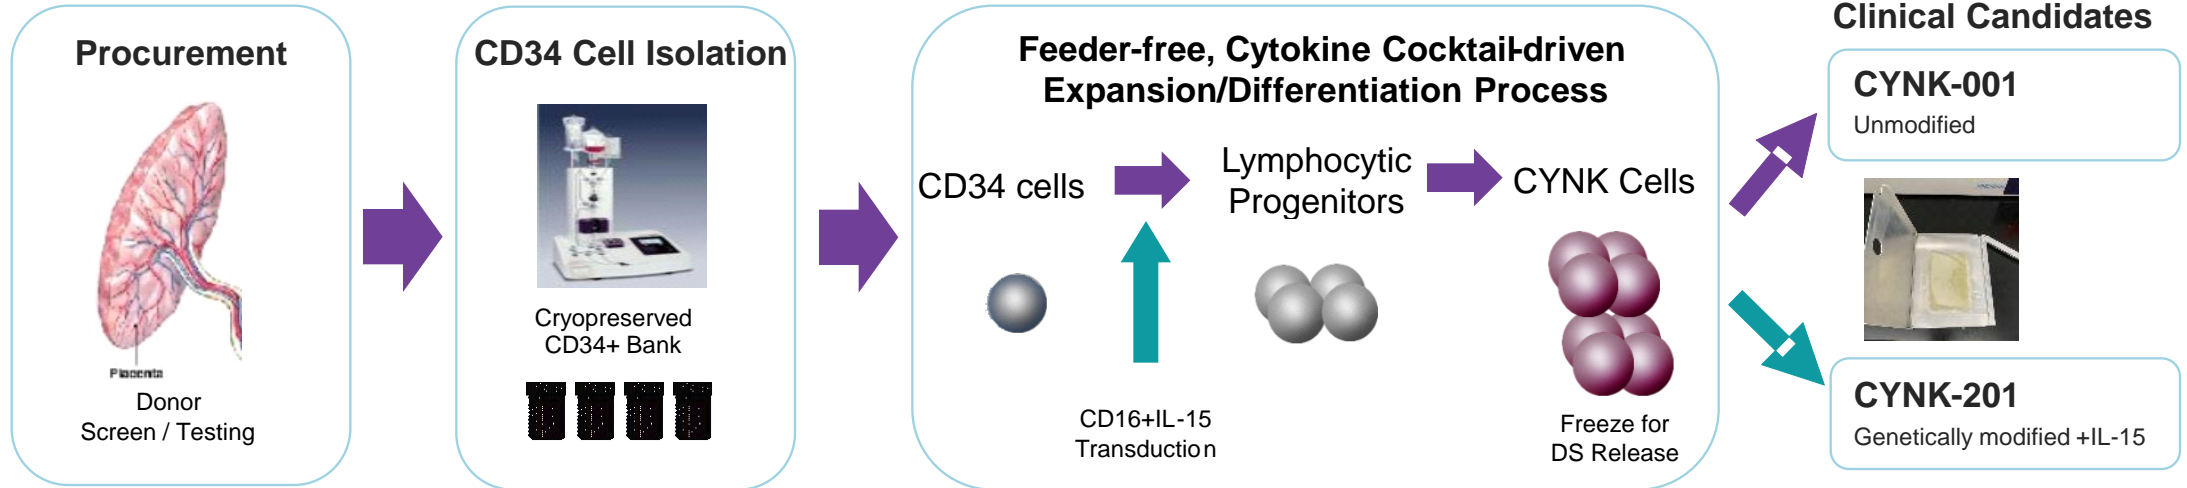 Procurement
Placenta
Donor
Screen / Testing
CD34 Cell Isolation
Cryopreserved
CD34+ Bank
Feeder-free, Cytokine Cocktail-driven
Expansion/Differentiation Process
CD34 cells
Lymphocytic
Progenitors
CYNK Cells
CD16+IL-15
Transduction
Freeze for
DS Release
Clinical Candidates
CYNK-001
Unmodified
CYNK-201
Genetically modified +IL-15